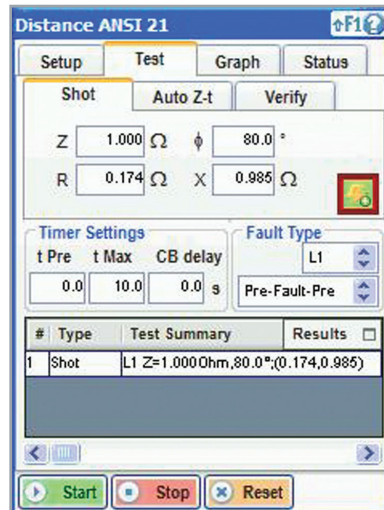 Distance ANSI 21 F1?
Setup Test Graph Status
Shot Auto Z-t Verify
Z 1.000 Ω ϕ 80.0 °
R 0.174 Ω X 0.985 Ω
Timer Settings Fault Type
t Pre t Max CB delay L1
0.0 10.0 0.0 s Pre-Fault-Pre
# Type Test Summary Results
1 Shot L1 Z=1.000Ohm,80.0°;(0.174,0.985)
Start Stop Reset